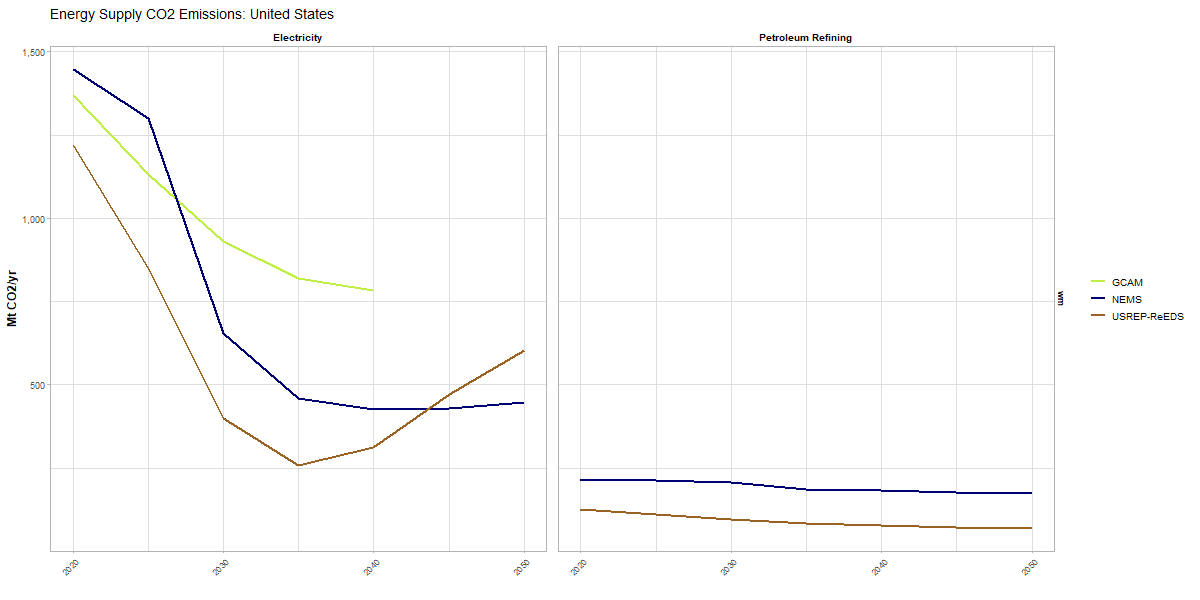 Energy Supply CO2 Emissions: United States
Electricity
Petroleum Refining
1,500
1,000
500
Mt CO2/yr
wm
GCAM
NEMS
USREP-ReEDS
2020
2030
2040
2050
2020
2030
2040
2050